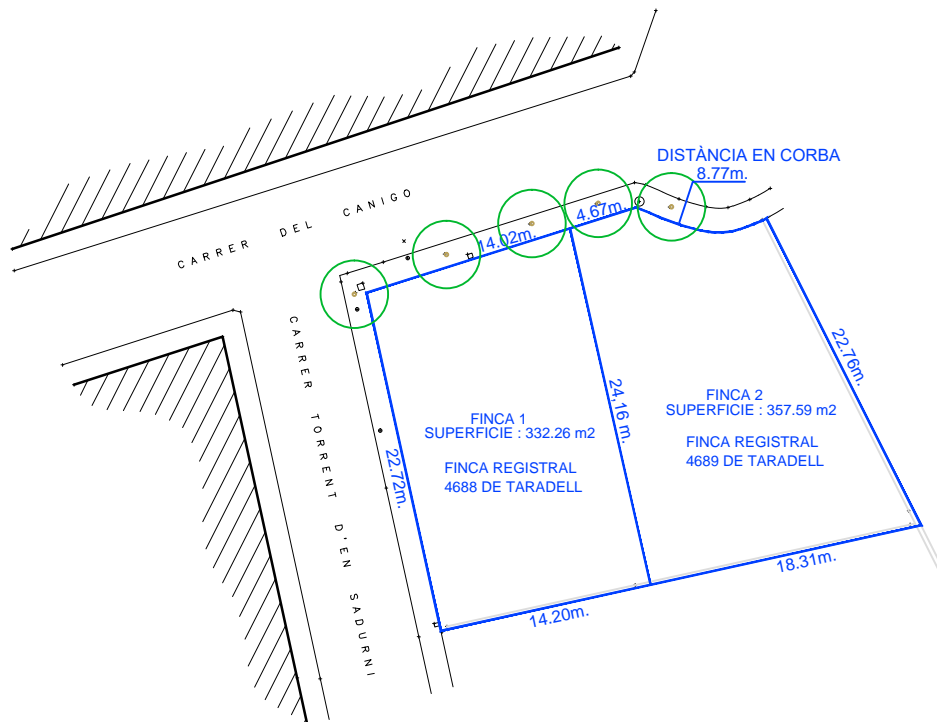 DISTÀNCIA EN CORBA
8.77m.
CARRER DEL CANIGO
4.67m.
14.02m.
CARRER TORRENT D'EN SADURNI
22.72m.
24,16 m.
22.76m.
FINCA 1
SUPERFICIE : 332.26 m2
FINCA REGISTRAL
4688 DE TARADELL
FINCA 2
SUPERFICIE : 357.59 m2
FINCA REGISTRAL
4689 DE TARADELL
14.20m.
18.31m.